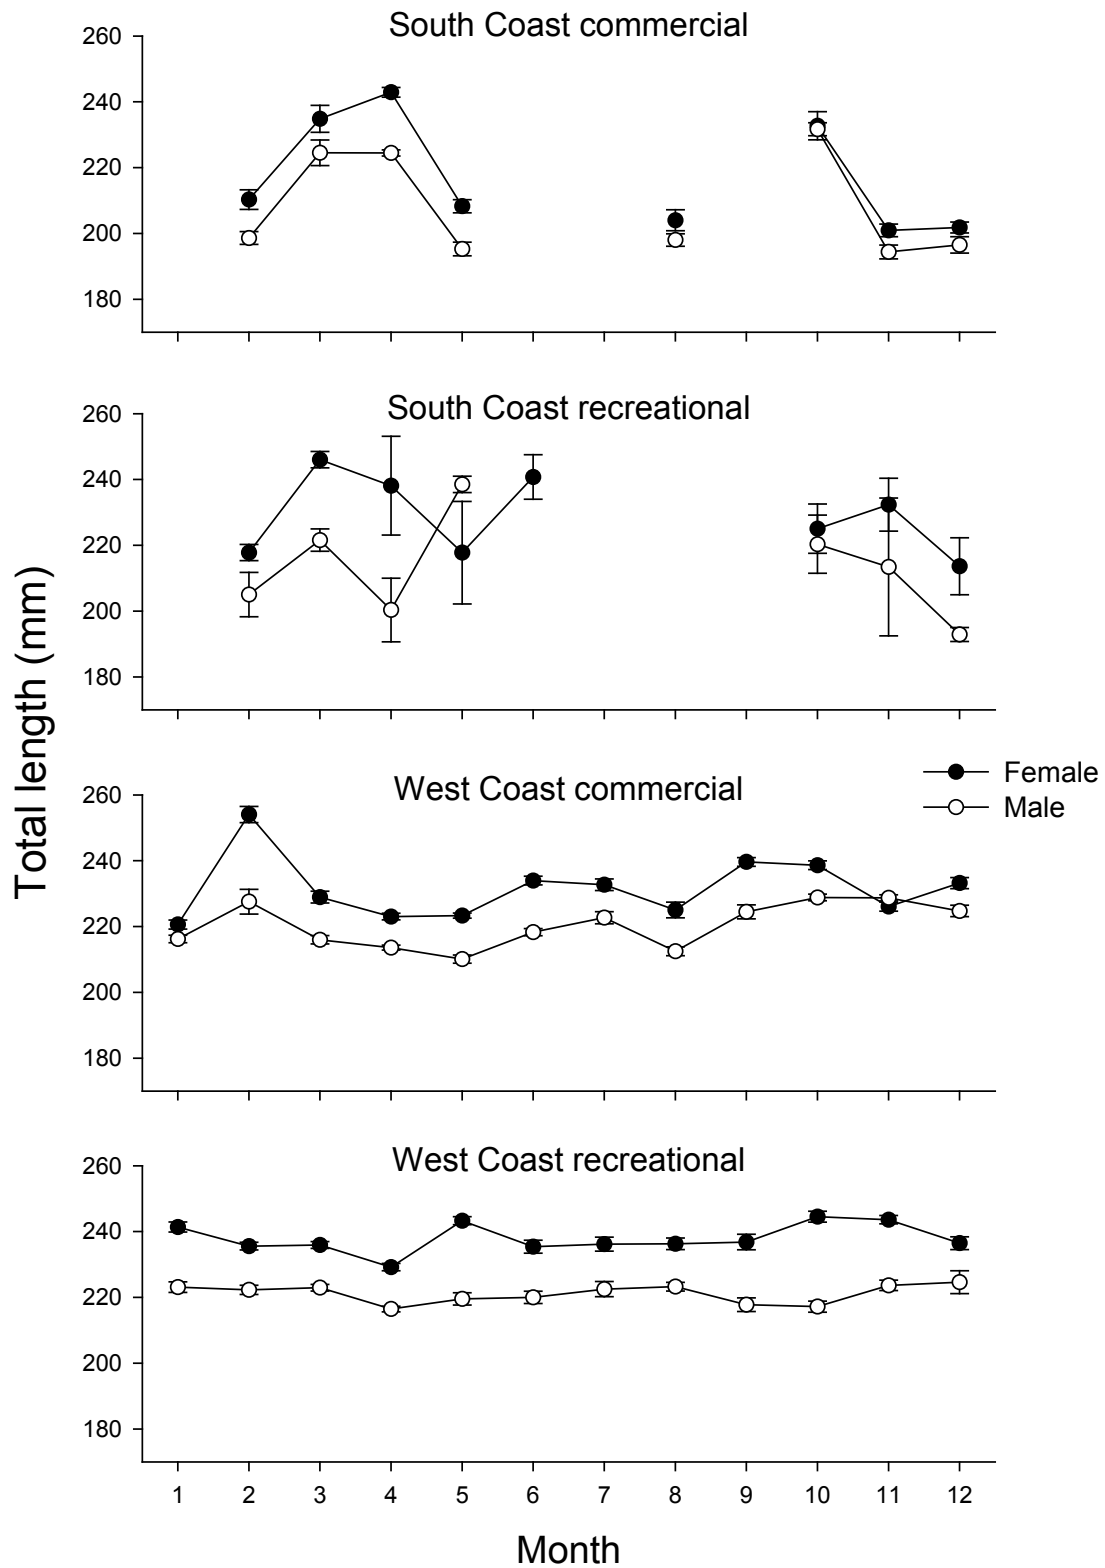 South Coast commercial
260
240
220
200
180
South Coast recreational
260
240
220
200
180
Total length (mm)
West Coast commercial
Female
Male
260
240
220
200
180
West Coast recreational
260
240
220
200
180
1 2 3 4 5 6 7 8 9 10 11 12
Month